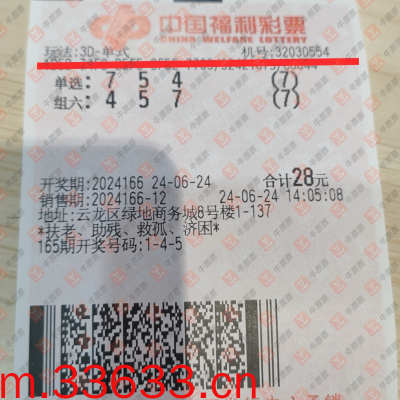 中国福利彩票
CHINA WELFARE LOTTERY
玩法:3D-单式 机号:32030554
单选: 7 5 4 (7)
组六: 4 5 7 (7)
开奖期:2024166 24-06-24 合计28元
销售期:2024166-12 24-06-24 14:05:08
地址:云龙区绿地商务城8号楼1-137
*扶老、助残、救孤、济困*
165期开奖号码:1-4-5
m.33633.cn